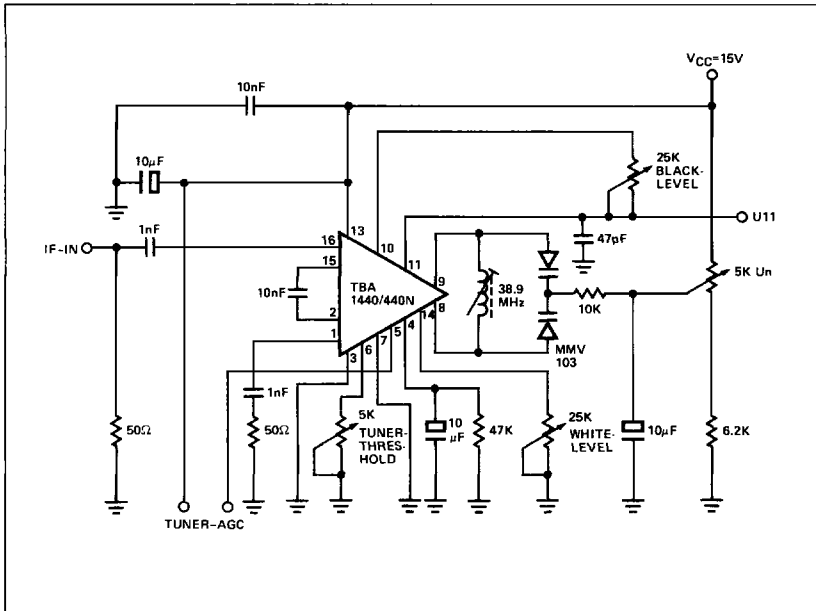 VCC=15V
10nF
10µF
25K
BLACK-
LEVEL
1nF
13
10
U11
IF-IN
16
11
47pF
15
9
5K Un
TBA
1440/440N
38.9
MHz
10nF
8
10K
2
14
1
4
5
MMV
103
7
6
3
1nF
5K
TUNER-
THRES-
HOLD
10
µF
47K
25K
WHITE-
LEVEL
10µF
6.2K
50Ω
50Ω
TUNER-AGC